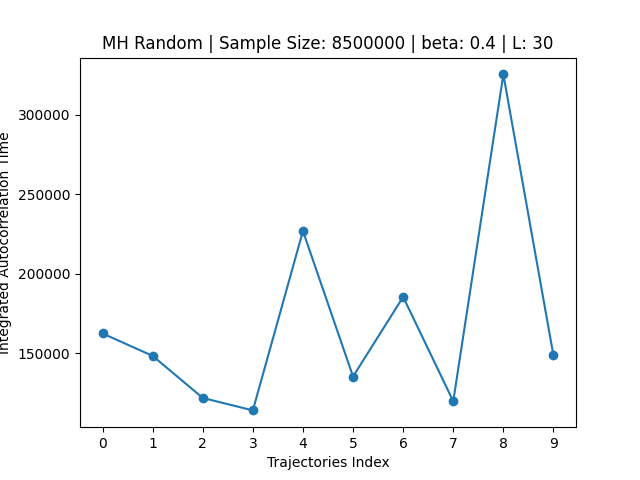 MH Random | Sample Size: 8500000 | beta: 0.4 | L: 30
Integrated Autocorrelation Time
300000
250000
200000
150000
0 1 2 3 4 5 6 7 8 9
Trajectories Index